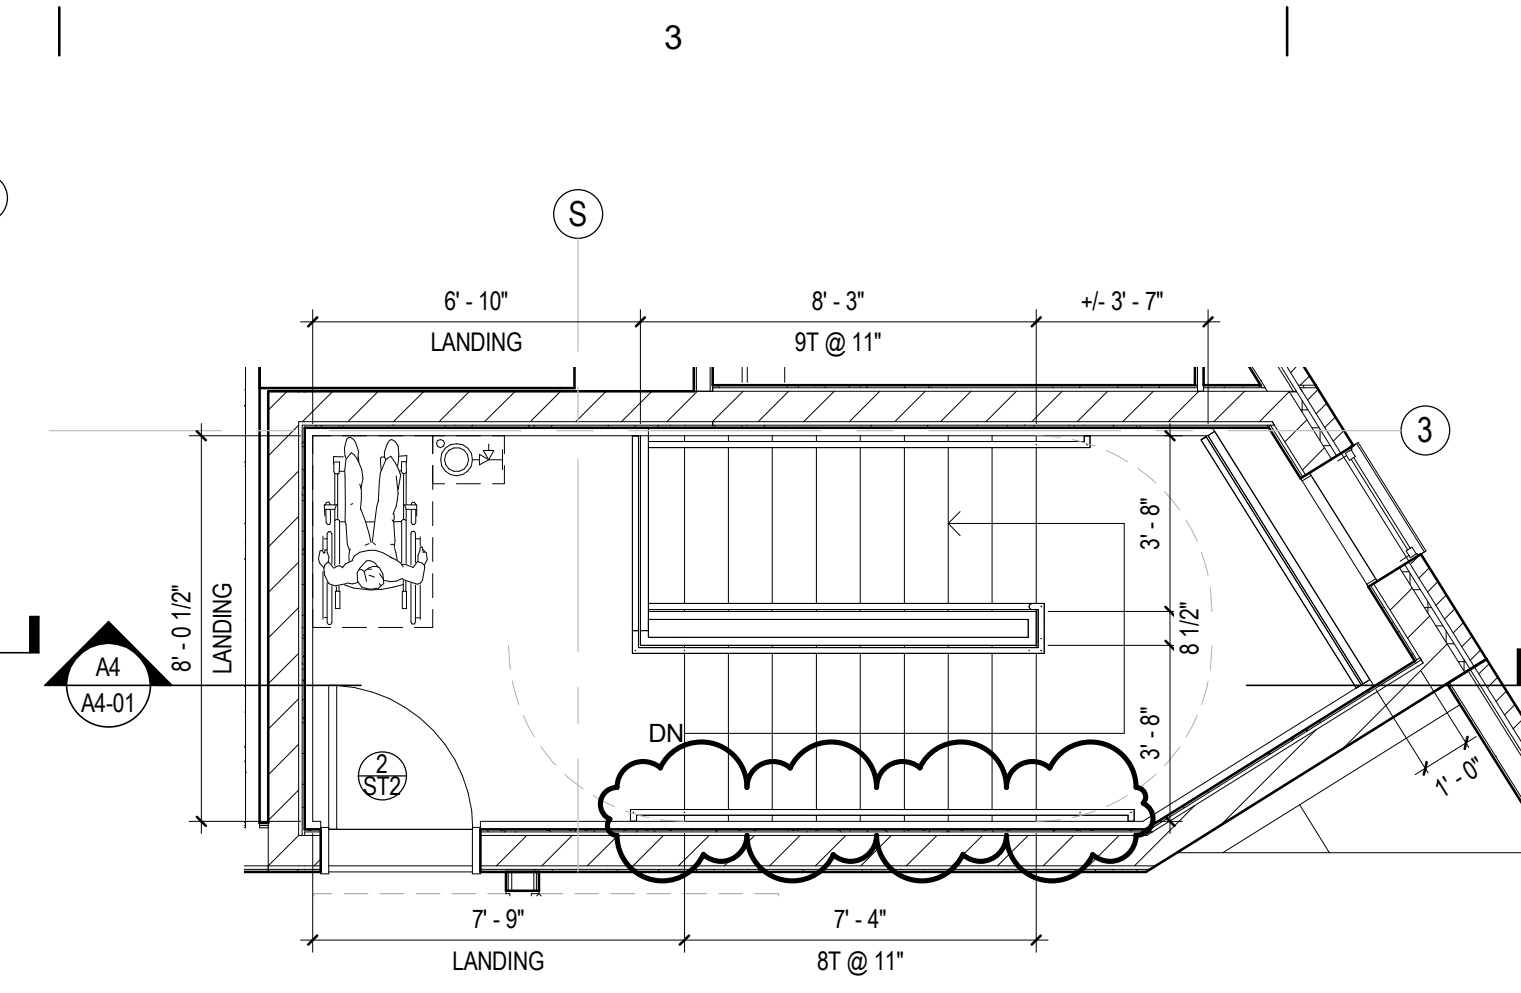 3
S
6' - 10"
8' - 3"
+/- 3' - 7"
LANDING
9T @ 11"
3
3' - 8"
8' - 0 1/2"
LANDING
8 1/2"
A4
A4-01
3' - 8"
DN
2
ST2
1' - 0"
7' - 9"
7' - 4"
LANDING
8T @ 11"